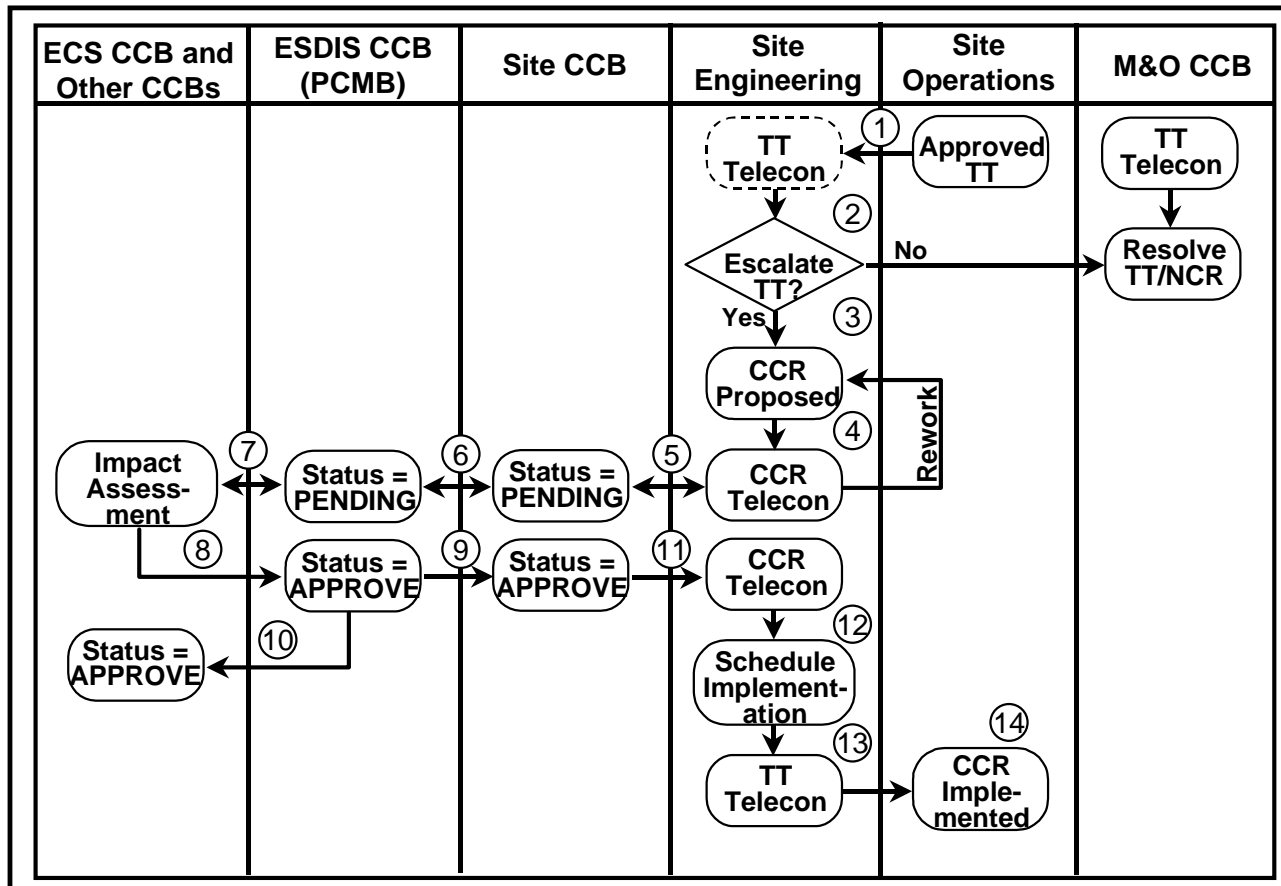 ECS CCB and
Other CCBs
ESDIS CCB
(PCMB)
Site CCB
Site
Engineering
Site
Operations
M&O CCB
1
TT
Telecon
Approved
TT
TT
Telecon
2
Escalate
TT?
No
Resolve
TT/NCR
Yes
3
CCR
Proposed
4
Rework
7
6
5
Impact
Assess-
ment
Status =
PENDING
Status =
PENDING
CCR
Telecon
8
9
11
Status =
APPROVE
Status =
APPROVE
CCR
Telecon
10
12
Status =
APPROVE
Schedule
Implement-
ation
13
14
TT
Telecon
CCR
Imple-
mented